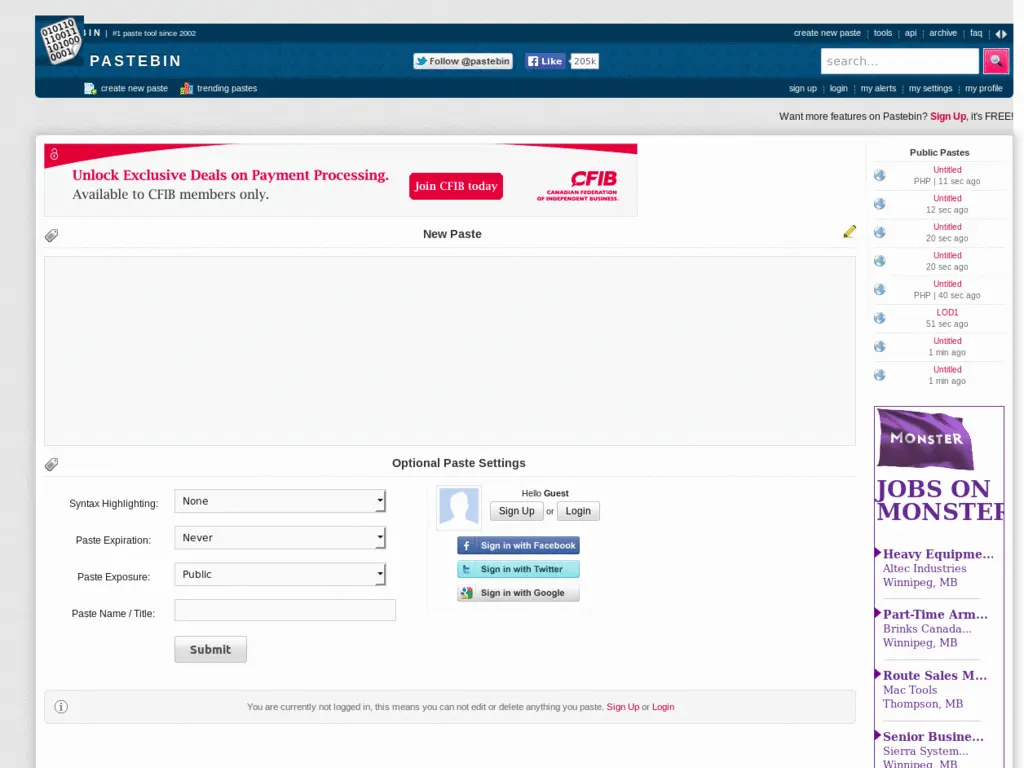 010110
110011
101000
0001
BIN | #1 paste tool since 2002
create new paste | tools | api | archive | faq |
PASTEBIN
Follow @pastebin
Like 205k
search...
create new paste trending pastes
sign up | login | my alerts | my settings | my profile
Want more features on Pastebin? Sign Up, it's FREE!
Unlock Exclusive Deals on Payment Processing.
Available to CFIB members only.
Join CFIB today
CFIB
CANADIAN FEDERATION
OF INDEPENDENT BUSINESS.
New Paste
Optional Paste Settings
Syntax Highlighting: None
Paste Expiration: Never
Paste Exposure: Public
Paste Name / Title:
Submit
Hello Guest
Sign Up or Login
Sign in with Facebook
Sign in with Twitter
Sign in with Google
You are currently not logged in, this means you can not edit or delete anything you paste. Sign Up or Login
Public Pastes
Untitled
PHP | 11 sec ago
Untitled
12 sec ago
Untitled
20 sec ago
Untitled
20 sec ago
Untitled
PHP | 40 sec ago
LOD1
51 sec ago
Untitled
1 min ago
Untitled
1 min ago
MONSTER
JOBS ON
MONSTER
Heavy Equipme...
Altec Industries
Winnipeg, MB
Part-Time Arm...
Brinks Canada...
Winnipeg, MB
Route Sales M...
Mac Tools
Thompson, MB
Senior Busine...
Sierra System...
Winnipeg, MB